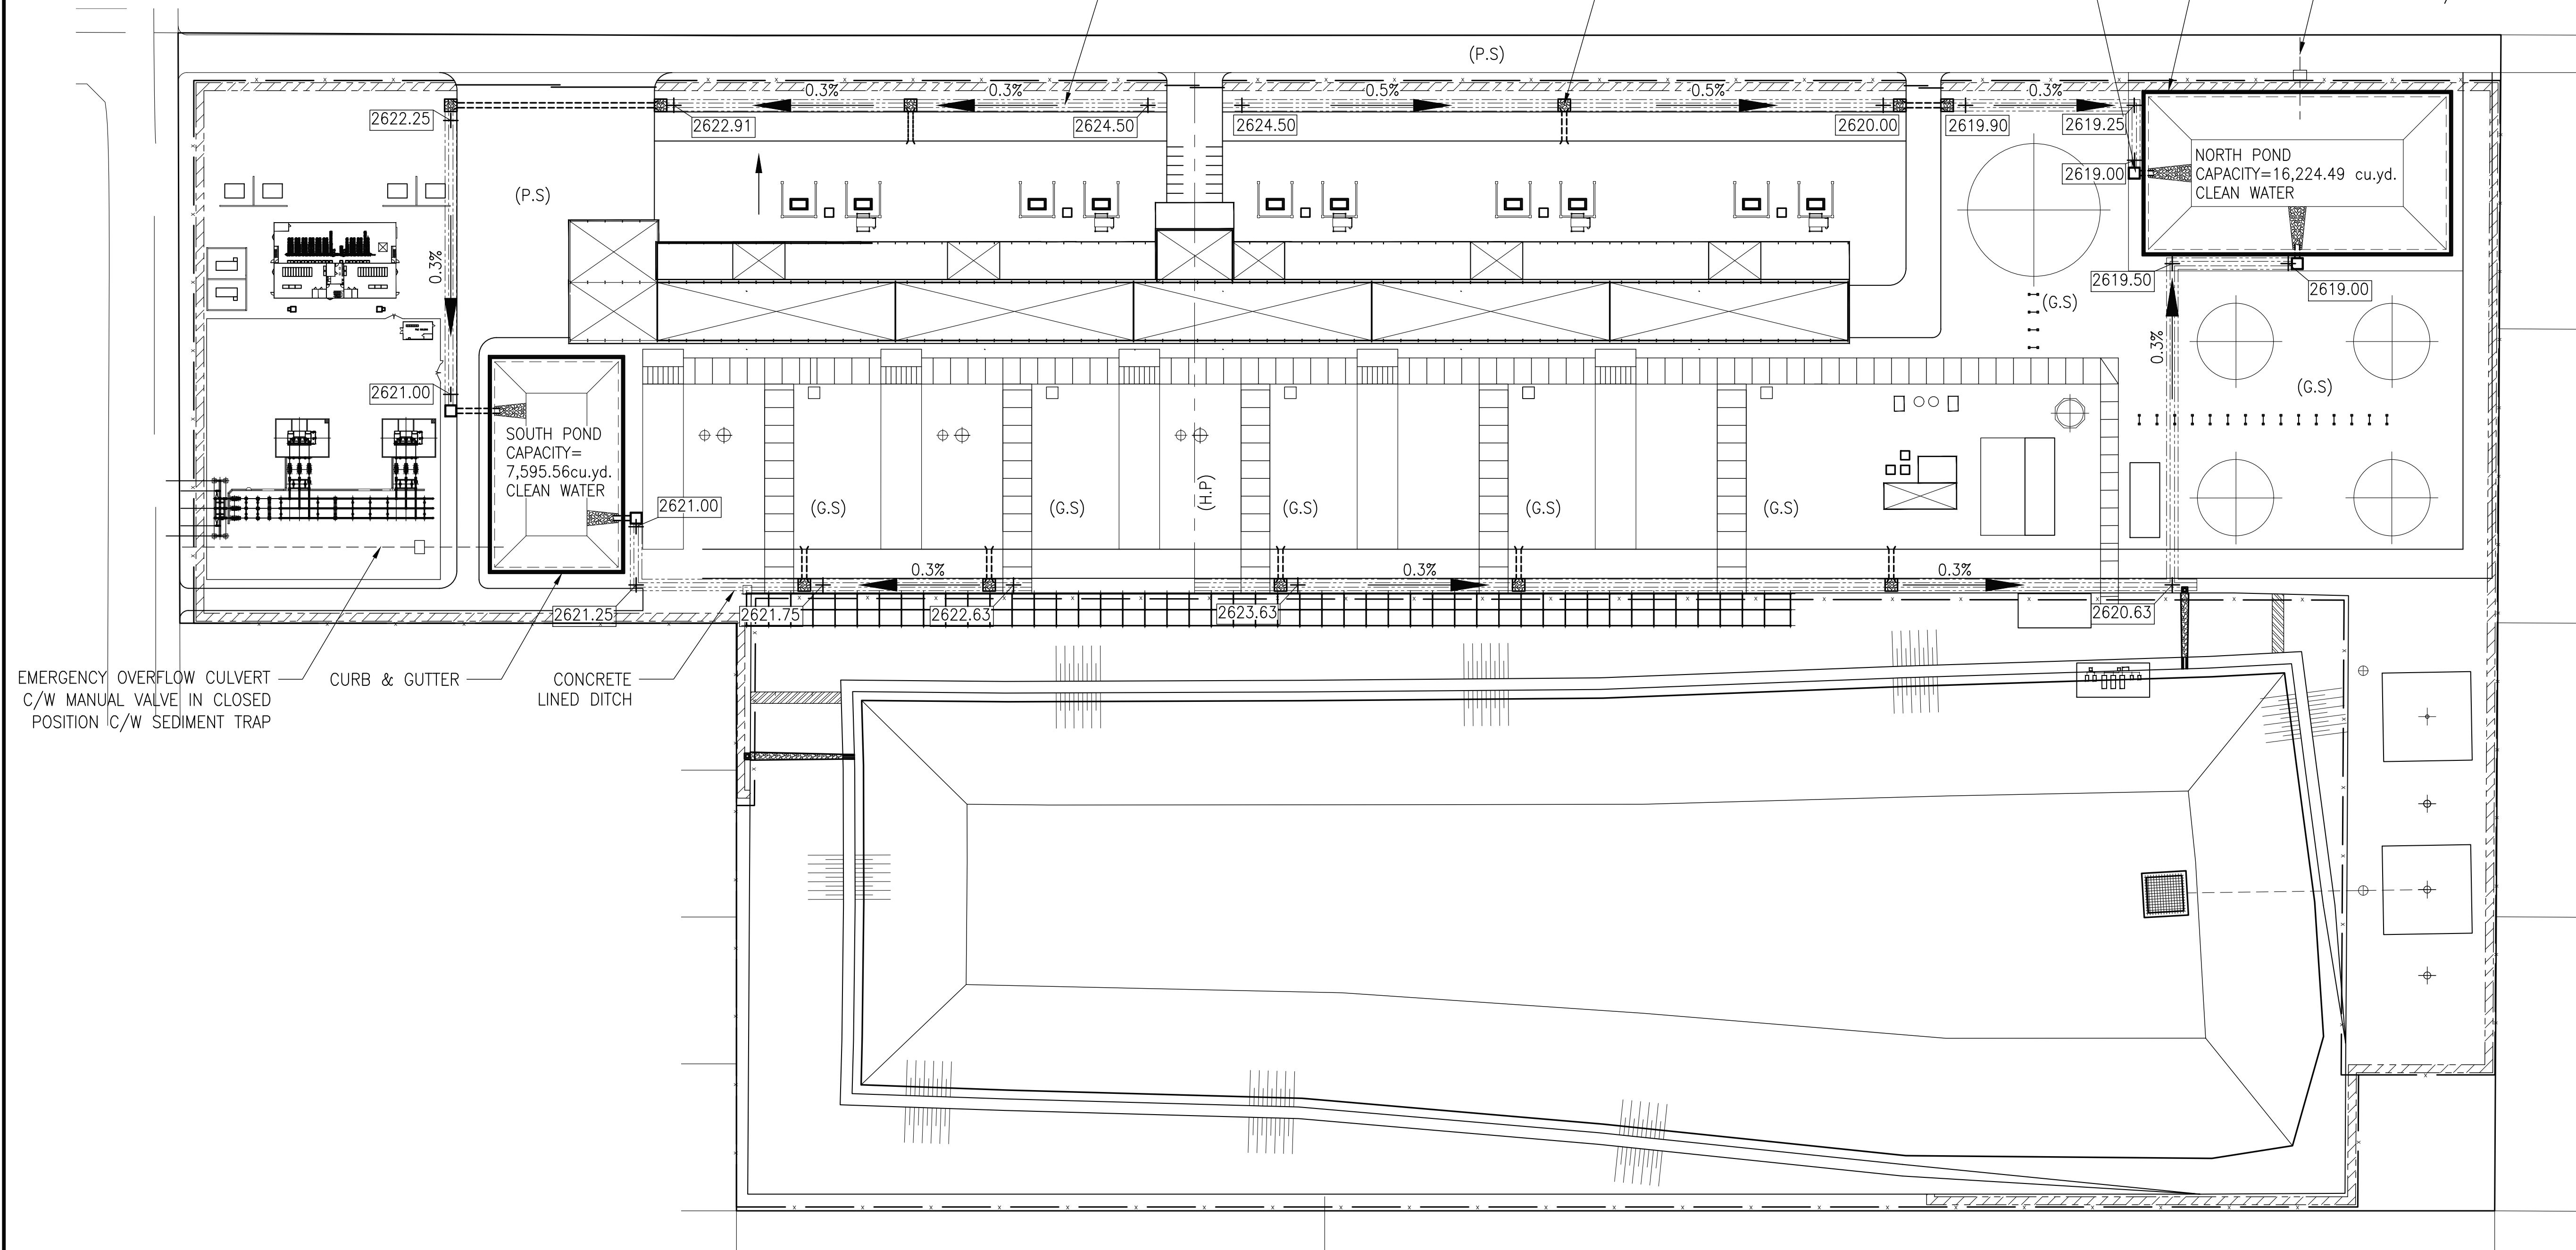 (P.S)
0.3%
0.3%
0.5%
0.5%
0.3%
2622.25
2622.91
2624.50
2624.50
2620.00
2619.90
2619.25
NORTH POND
CAPACITY=16,224.49 cu.yd.
CLEAN WATER
2619.00
(P.S)
0.3%
2619.50
2619.00
(G.S)
0.3%
2621.00
(G.S)
SOUTH POND
CAPACITY=
7,595.56cu.yd.
CLEAN WATER
2621.00
(G.S)
(G.S)
(H.P)
(G.S)
(G.S)
(G.S)
0.3%
0.3%
0.3%
2621.25
2621.75
2622.63
2623.63
2620.63
EMERGENCY OVERFLOW CULVERT
C/W MANUAL VALVE IN CLOSED
POSITION C/W SEDIMENT TRAP
CURB & GUTTER
CONCRETE
LINED DITCH